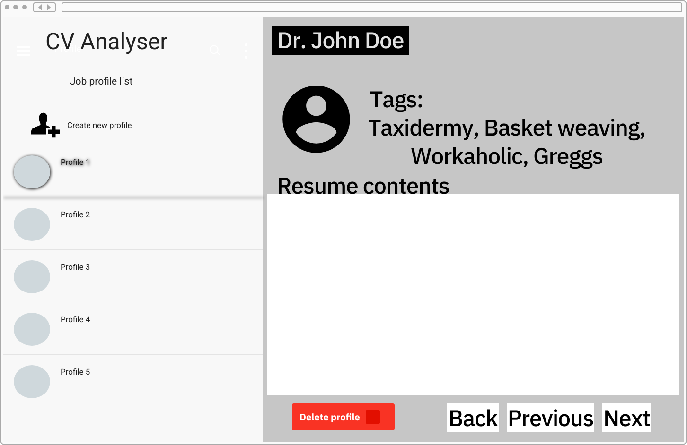 CV Analyser
Job profile list
Create new profile
Profile 1
Profile 2
Profile 3
Profile 4
Profile 5
Dr. John Doe
Tags:
Taxidermy, Basket weaving,
Workaholic, Greggs
Resume contents
Delete profile
Back Previous Next